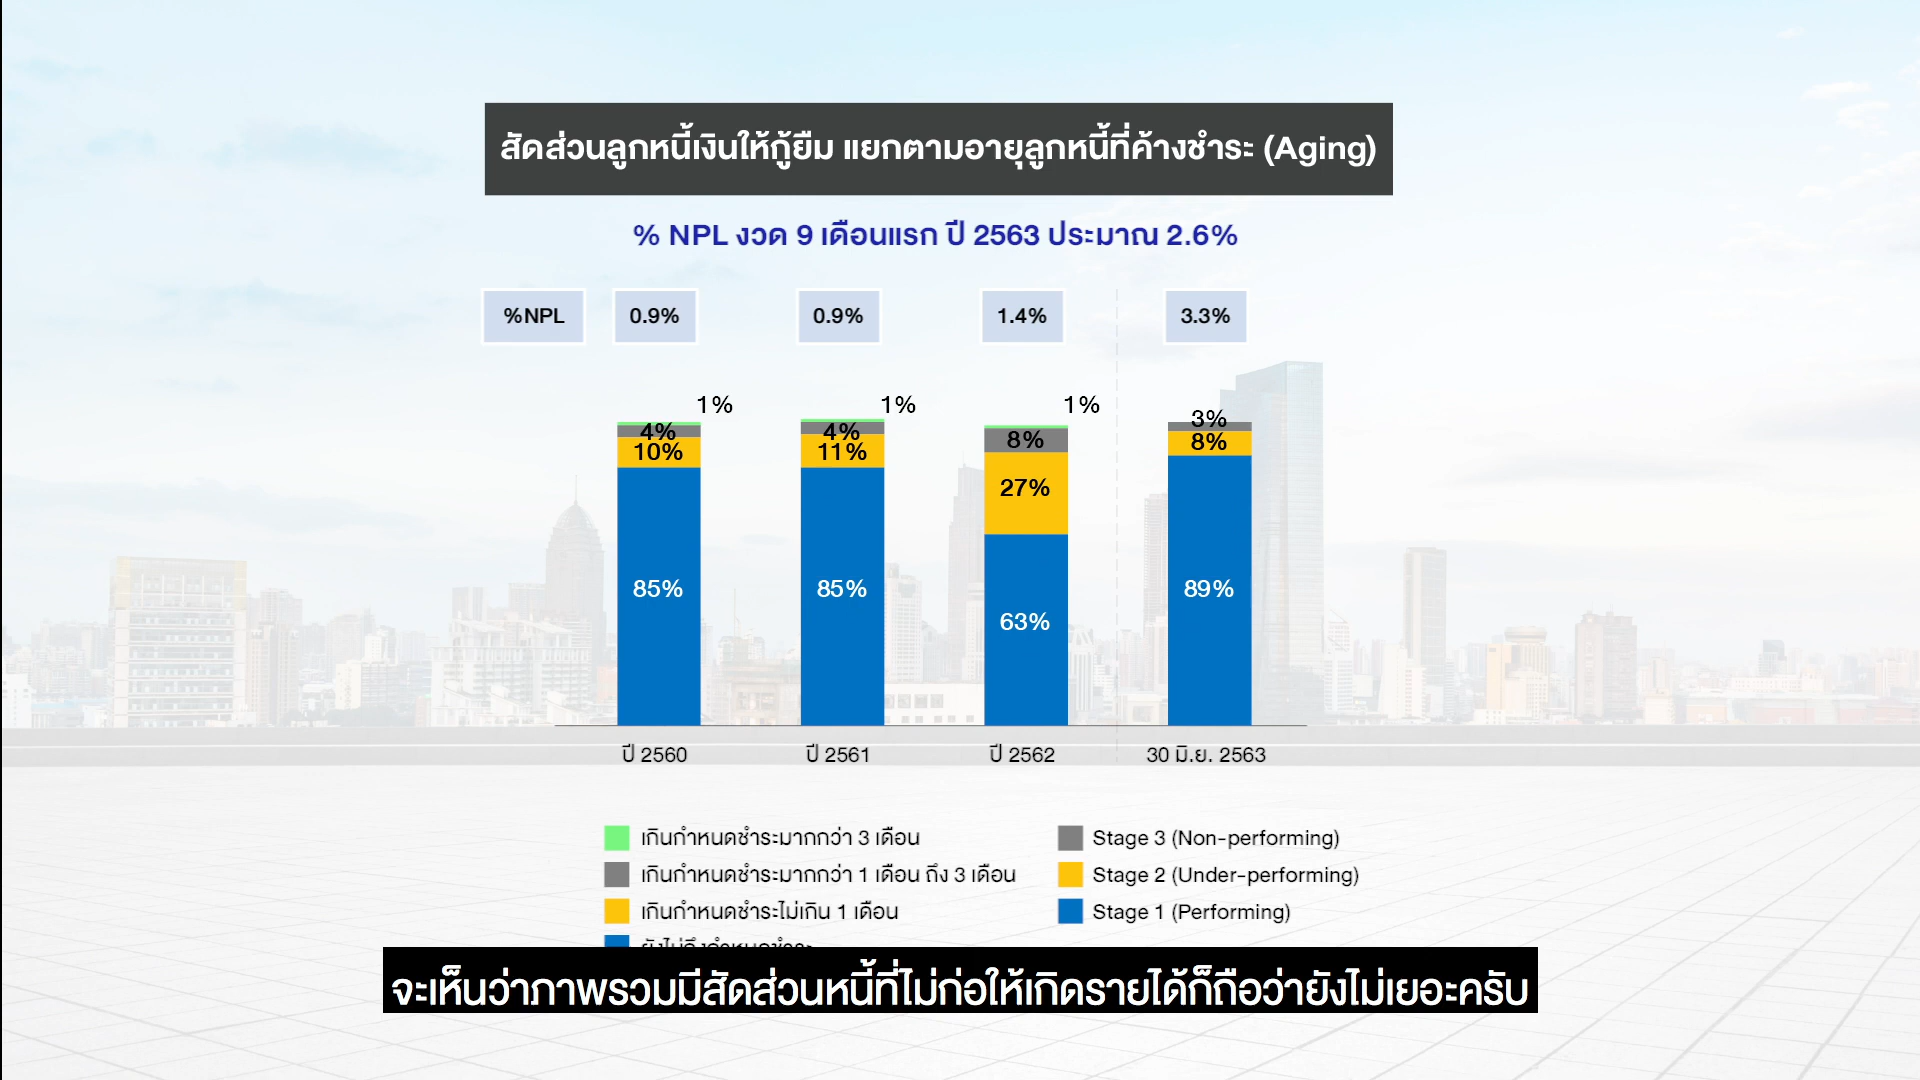 สัดส่วนลูกหนี้เงินให้กู้ยืม แยกตามอายุลูกหนี้ที่ค้างชำระ (Aging)
% NPL งวด 9 เดือนแรก ปี 2563 ประมาณ 2.6%
%NPL 0.9% 0.9% 1.4% 3.3%
1% 1% 1% 3%
4% 4% 8% 8%
10% 11% 27%
85% 85% 63% 89%
ปี 2560 ปี 2561 ปี 2562 30 มิ.ย. 2563
เกินกำหนดชำระมากกว่า 3 เดือน
เกินกำหนดชำระมากกว่า 1 เดือน ถึง 3 เดือน
เกินกำหนดชำระไม่เกิน 1 เดือน
Stage 3 (Non-performing)
Stage 2 (Under-performing)
Stage 1 (Performing)
จะเห็นว่าภาพรวมมีสัดส่วนหนี้ที่ไม่ก่อให้เกิดรายได้ก็ถือว่ายังไม่เยอะครับ